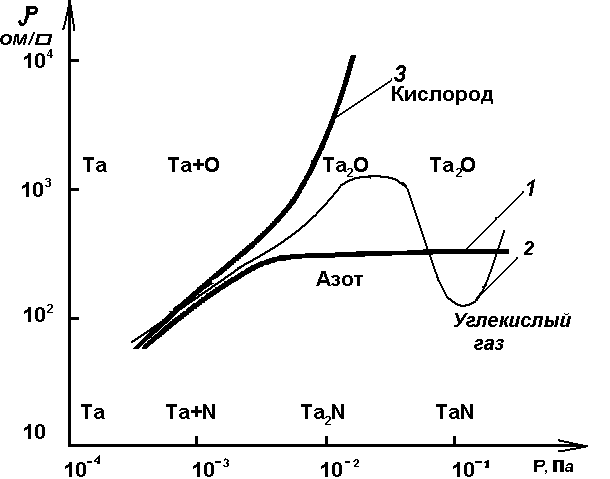 ƍ
ом/□
10⁴
3
Кислород
Ta Ta+O Ta₂O Ta₂O
10³
1
2
Азот
10²
Углекислый
газ
Ta Ta+N Ta₂N TaN
10
10⁻⁴ 10⁻³ 10⁻² 10⁻¹ P, Па